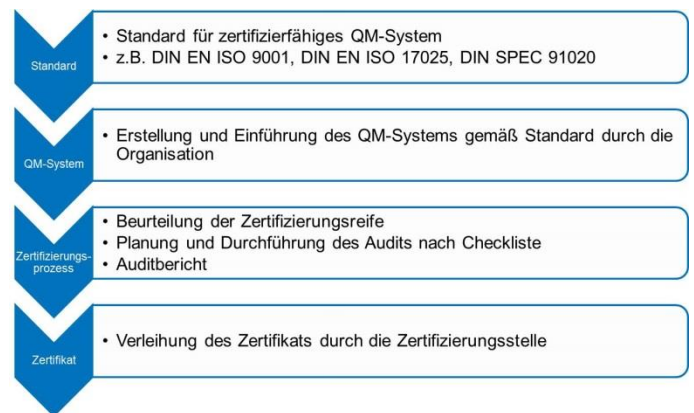 Standard
• Standard für zertifizierfähiges QM-System
• z.B. DIN EN ISO 9001, DIN EN ISO 17025, DIN SPEC 91020
QM-System
• Erstellung und Einführung des QM-Systems gemäß Standard durch die
Organisation
Zertifizierungs-
prozess
• Beurteilung der Zertifizierungsreife
• Planung und Durchführung des Audits nach Checkliste
• Auditbericht
Zertifikat
• Verleihung des Zertifikats durch die Zertifizierungsstelle